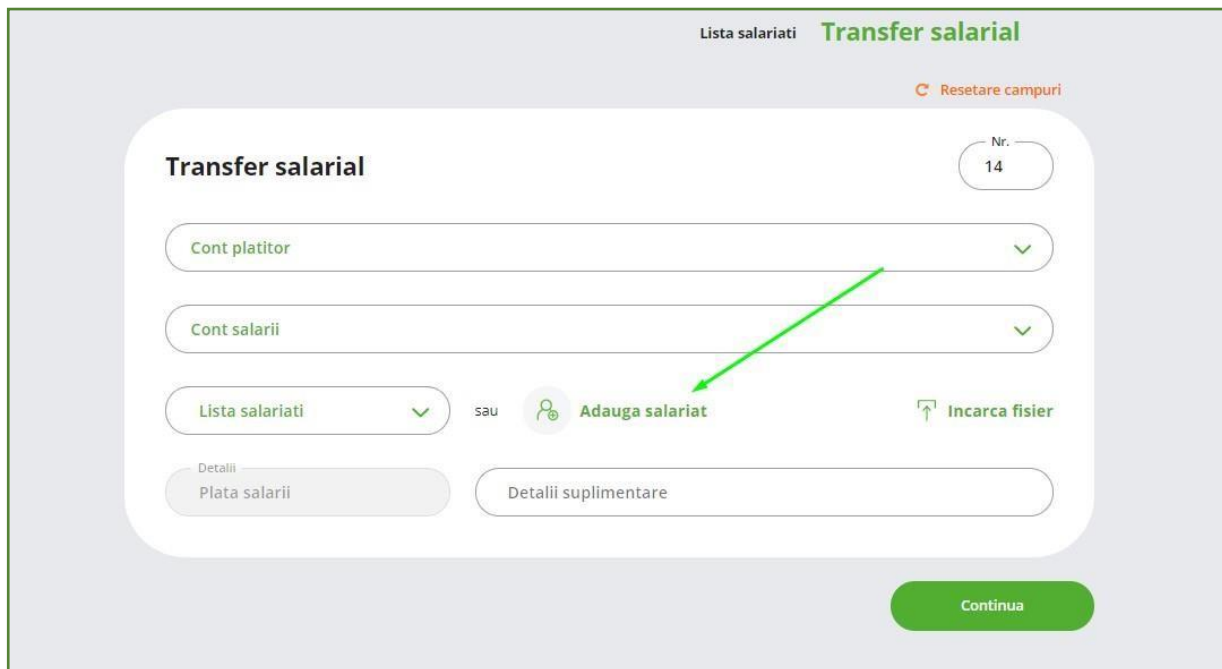 Lista salariati Transfer salarial
Resetare campuri
Transfer salarial
Nr.
14
Cont platitor
Cont salarii
Lista salariati sau Adauga salariat Incarca fisier
Detalii
Plata salarii Detalii suplimentare
Continua